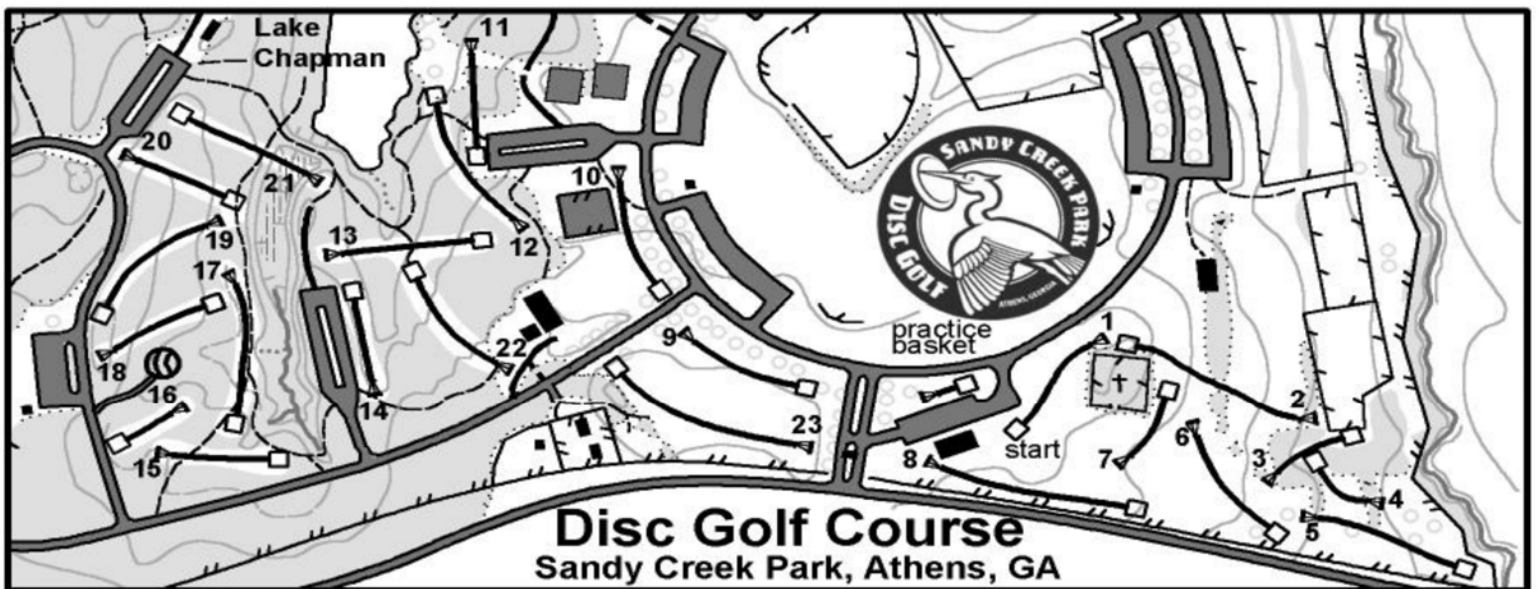 Lake
Chapman
11
20
21
10
SANDY CREEK PARK
DISC GOLF
ATHENS, GEORGIA
19
13
12
17
practice
basket
1
22
9
18
16
14
2
23
start
6
7
8
3
15
4
5
Disc Golf Course
Sandy Creek Park, Athens, GA